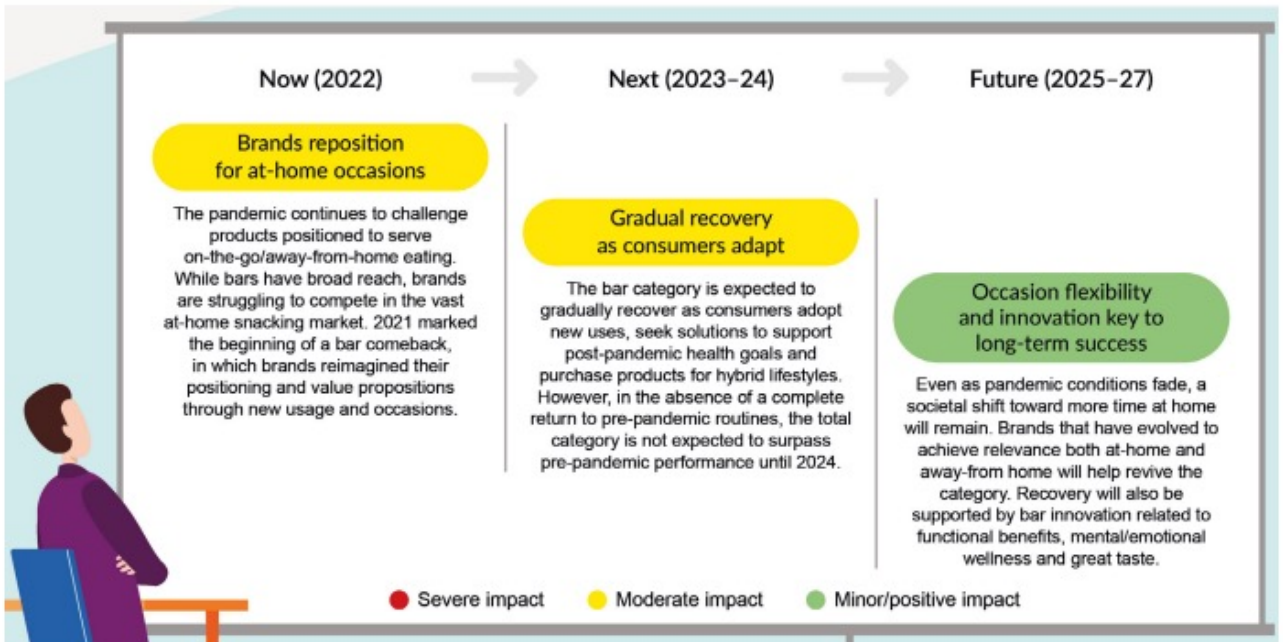 Now (2022)
Next (2023–24)
Future (2025–27)
Brands reposition
for at-home occasions
The pandemic continues to challenge
products positioned to serve
on-the-go/away-from-home eating.
While bars have broad reach, brands
are struggling to compete in the vast
at-home snacking market. 2021 marked
the beginning of a bar comeback,
in which brands reimagined their
positioning and value propositions
through new usage and occasions.
Gradual recovery
as consumers adapt
The bar category is expected to
gradually recover as consumers adopt
new uses, seek solutions to support
post-pandemic health goals and
purchase products for hybrid lifestyles.
However, in the absence of a complete
return to pre-pandemic routines, the total
category is not expected to surpass
pre-pandemic performance until 2024.
Occasion flexibility
and innovation key to
long-term success
Even as pandemic conditions fade, a
societal shift toward more time at home
will remain. Brands that have evolved to
achieve relevance both at-home and
away-from home will help revive the
category. Recovery will also be
supported by bar innovation related to
functional benefits, mental/emotional
wellness and great taste.
Severe impact
Moderate impact
Minor/positive impact